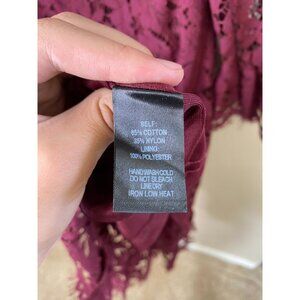 SELF:
65% COTTON
35% NYLON
LINING:
100% POLYESTER
HAND WASH COLD
DO NOT BLEACH
LINE DRY
IRON LOW HEAT